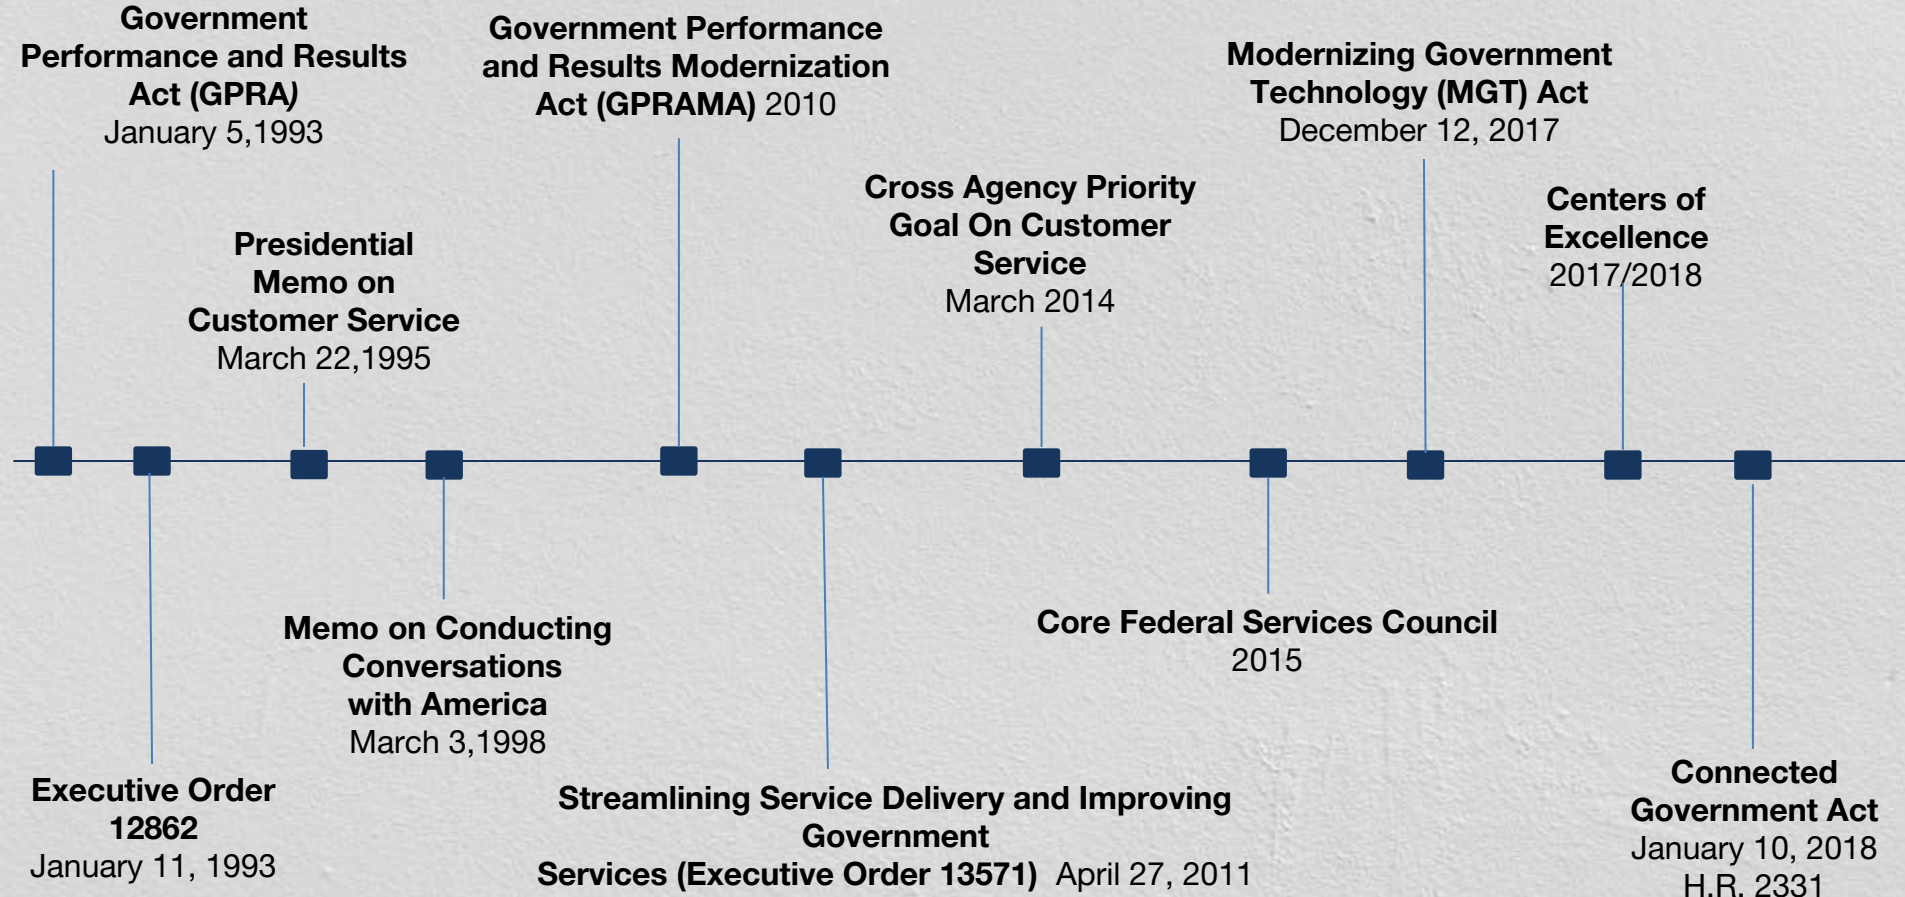 Government
Performance and Results
Act (GPRA)
January 5,1993
Government Performance
and Results Modernization
Act (GPRAMA) 2010
Modernizing Government
Technology (MGT) Act
December 12, 2017
Cross Agency Priority
Goal On Customer
Service
March 2014
Centers of
Excellence
2017/2018
Presidential
Memo on
Customer Service
March 22,1995
Memo on Conducting
Conversations
with America
March 3,1998
Core Federal Services Council
2015
Executive Order
12862
January 11, 1993
Streamlining Service Delivery and Improving
Government
Services (Executive Order 13571) April 27, 2011
Connected
Government Act
January 10, 2018
H.R. 2331